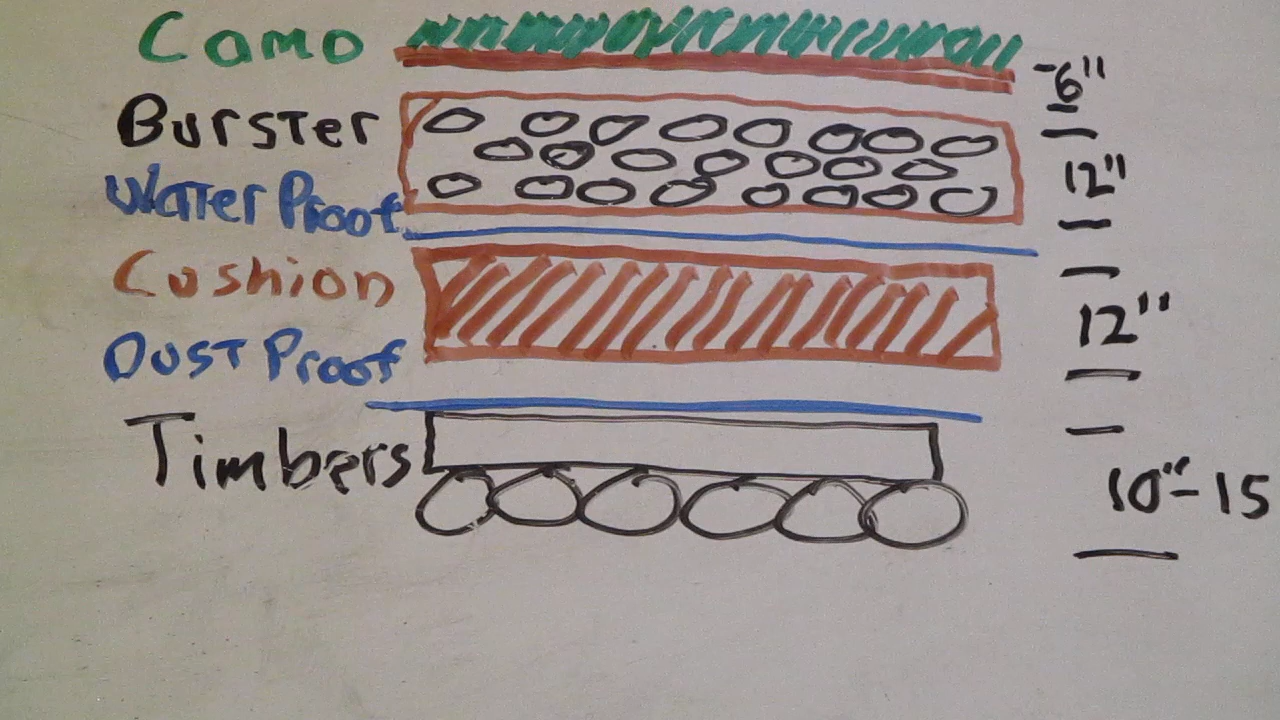 Camo
6"
Burster
12"
Water Proof
Cushion
12"
Dust Proof
Timbers
10"-15